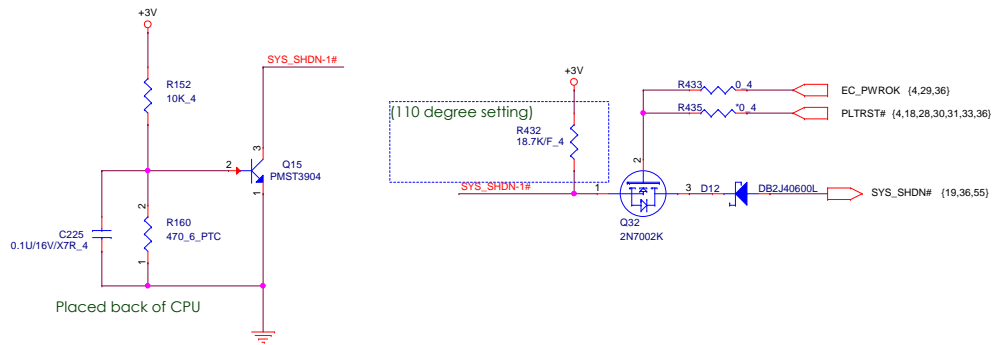 +3V
SYS_SHDN-1#
R152
10K_4
3
2
Q15
PMST3904
1
2
R160
470_6_PTC
1
C225
0.1U/16V/X7R_4
Placed back of CPU
+3V
(110 degree setting)
R432
18.7K/F_4
SYS_SHDN-1#
R433
0_4
EC_PWROK {4,29,36}
R435
*0_4
PLTRST# {4,18,28,30,31,33,36}
2
1
3
D12
DB2J40600L
SYS_SHDN# {19,36,55}
Q32
2N7002K